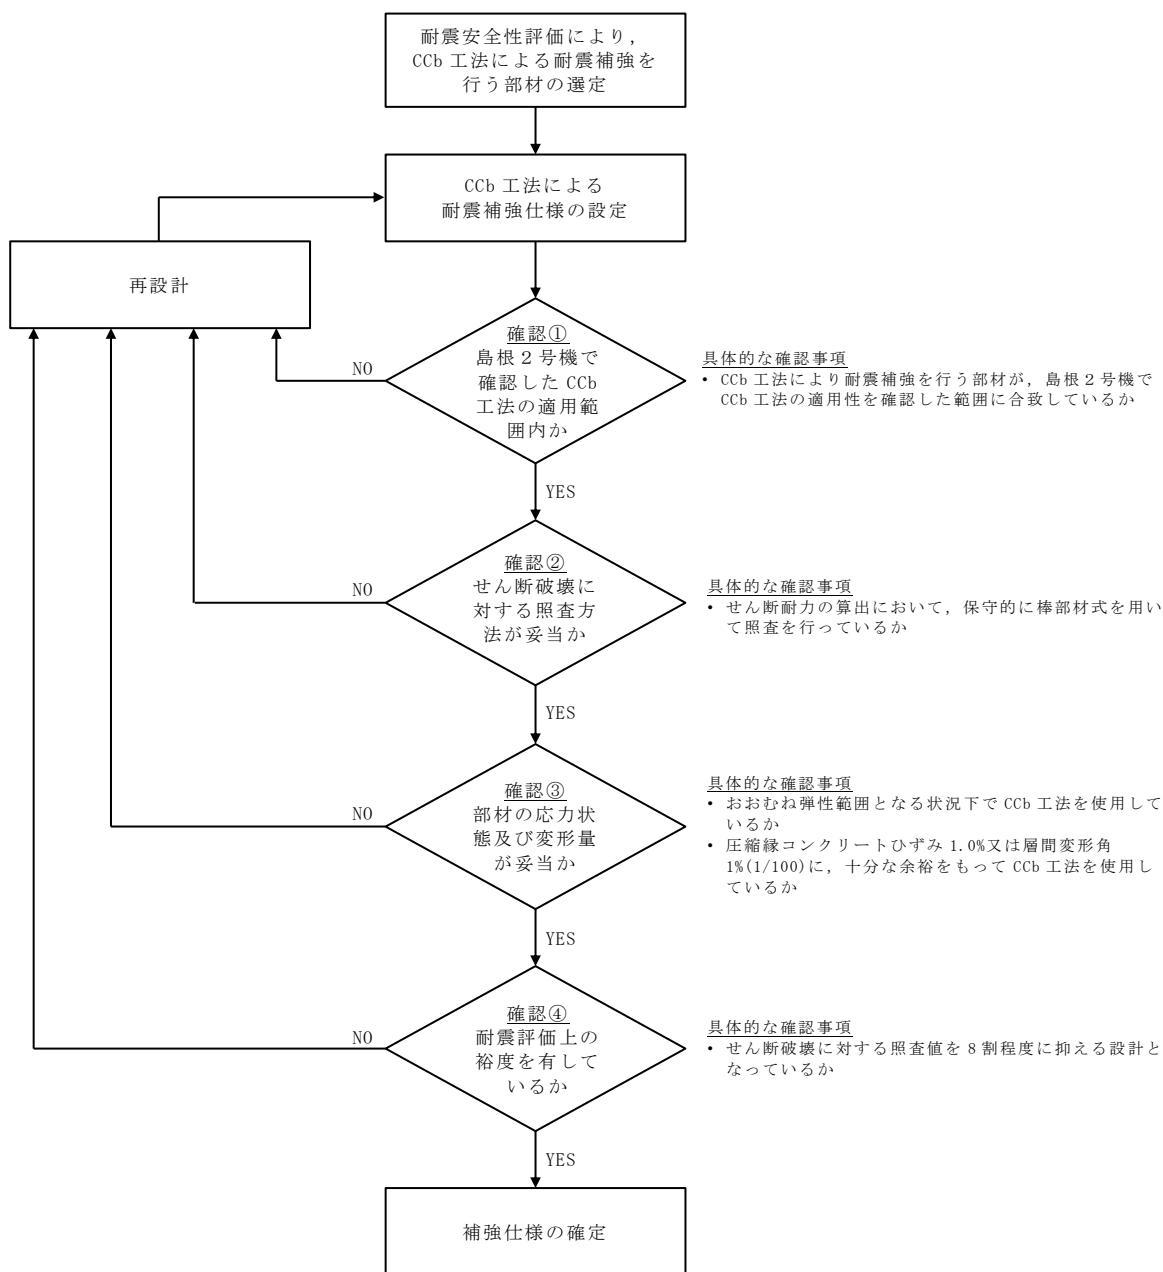 耐震安全性評価により，
CCb 工法による耐震補強を
行う部材の選定
CCb 工法による
耐震補強仕様の設定
再設計
確認①
島根２号機で
確認した CCb
工法の適用範
囲内か
NO
具体的な確認事項
• CCb 工法により耐震補強を行う部材が，島根２号機で
CCb 工法の適用性を確認した範囲に合致しているか
YES
確認②
せん断破壊に
対する照査方
法が妥当か
NO
具体的な確認事項
• せん断耐力の算出において，保守的に棒部材式を用い
て照査を行っているか
YES
確認③
部材の応力状
態及び変形量
が妥当か
NO
具体的な確認事項
• おおむね弾性範囲となる状況下で CCb 工法を使用して
いるか
• 圧縮縁コンクリートひずみ 1.0%又は層間変形角
1%(1/100)に，十分な余裕をもって CCb 工法を使用し
ているか
YES
確認④
耐震評価上の
裕度を有して
いるか
NO
具体的な確認事項
• せん断破壊に対する照査値を 8 割程度に抑える設計と
なっているか
YES
補強仕様の確定